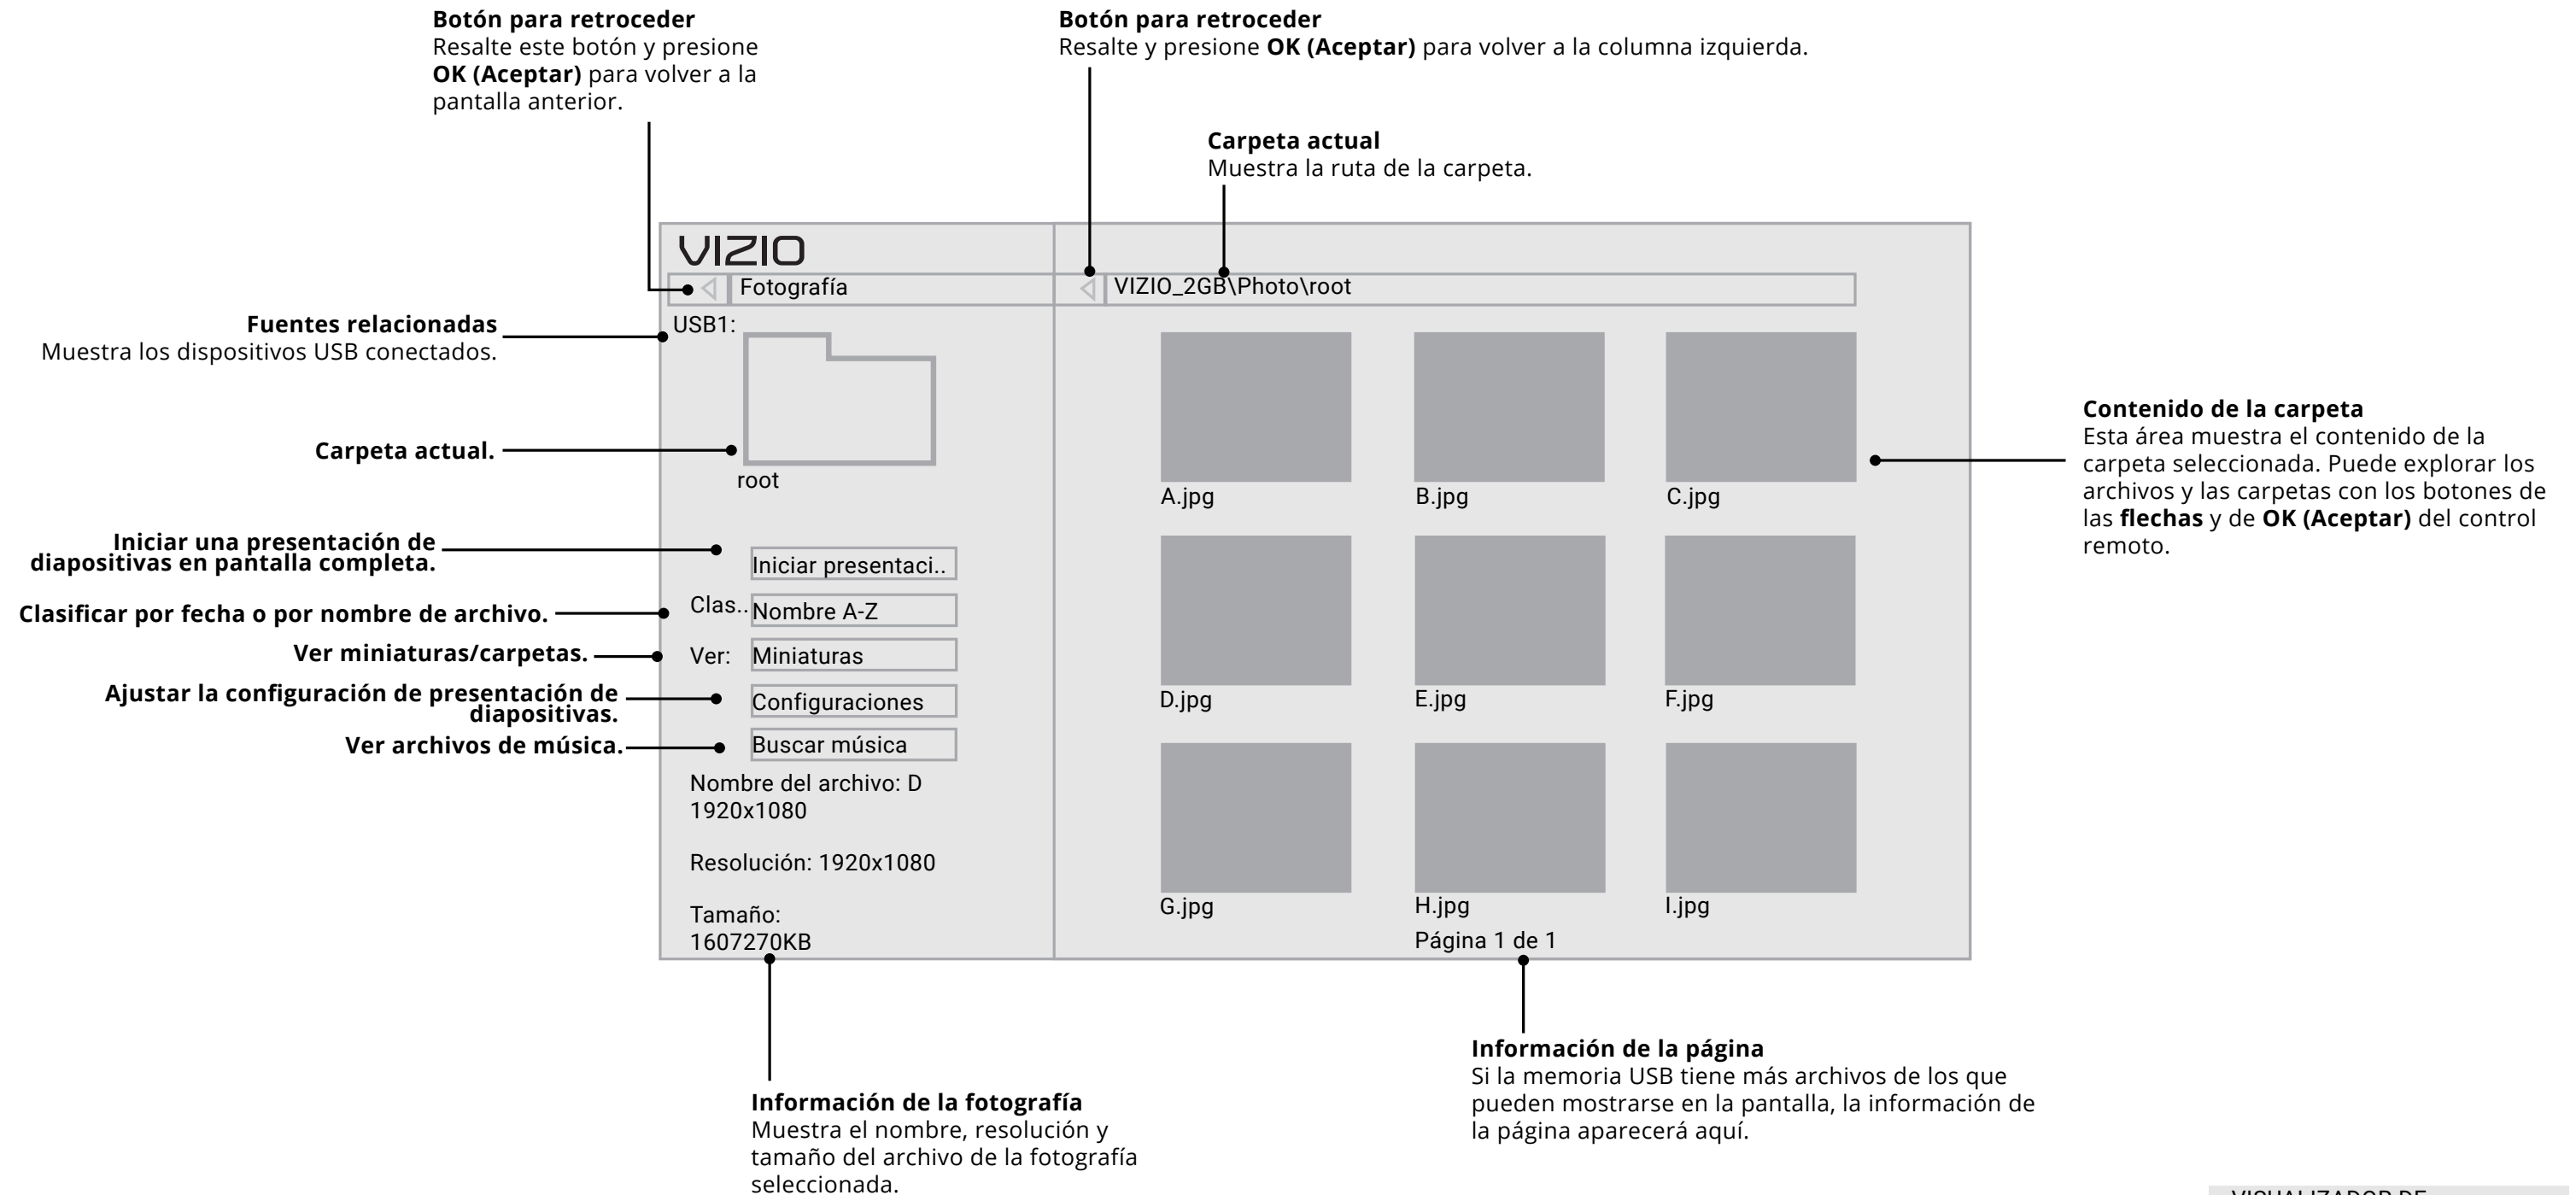 Botón para retroceder
Resalte este botón y presione
OK (Aceptar) para volver a la
pantalla anterior.
Botón para retroceder
Resalte y presione OK (Aceptar) para volver a la columna izquierda.
Carpeta actual
Muestra la ruta de la carpeta.
VIZIO
Fotografía
VIZIO_2GB\Photo\root
Fuentes relacionadas
Muestra los dispositivos USB conectados.
USB1:
Carpeta actual.
root
Iniciar una presentación de
diapositivas en pantalla completa.
Iniciar presentaci..
Clasificar por fecha o por nombre de archivo.
Clas..
Nombre A-Z
Ver miniaturas/carpetas.
Ver:
Miniaturas
Ajustar la configuración de presentación de
diapositivas.
Configuraciones
Ver archivos de música.
Buscar música
Nombre del archivo: D
1920x1080
Resolución: 1920x1080
Tamaño:
1607270KB
A.jpg
B.jpg
C.jpg
D.jpg
E.jpg
F.jpg
G.jpg
H.jpg
I.jpg
Página 1 de 1
Contenido de la carpeta
Esta área muestra el contenido de la
carpeta seleccionada. Puede explorar los
archivos y las carpetas con los botones de
las flechas y de OK (Aceptar) del control
remoto.
Información de la fotografía
Muestra el nombre, resolución y
tamaño del archivo de la fotografía
seleccionada.
Información de la página
Si la memoria USB tiene más archivos de los que
pueden mostrarse en la pantalla, la información de
la página aparecerá aquí.
VISUALIZADOR DE